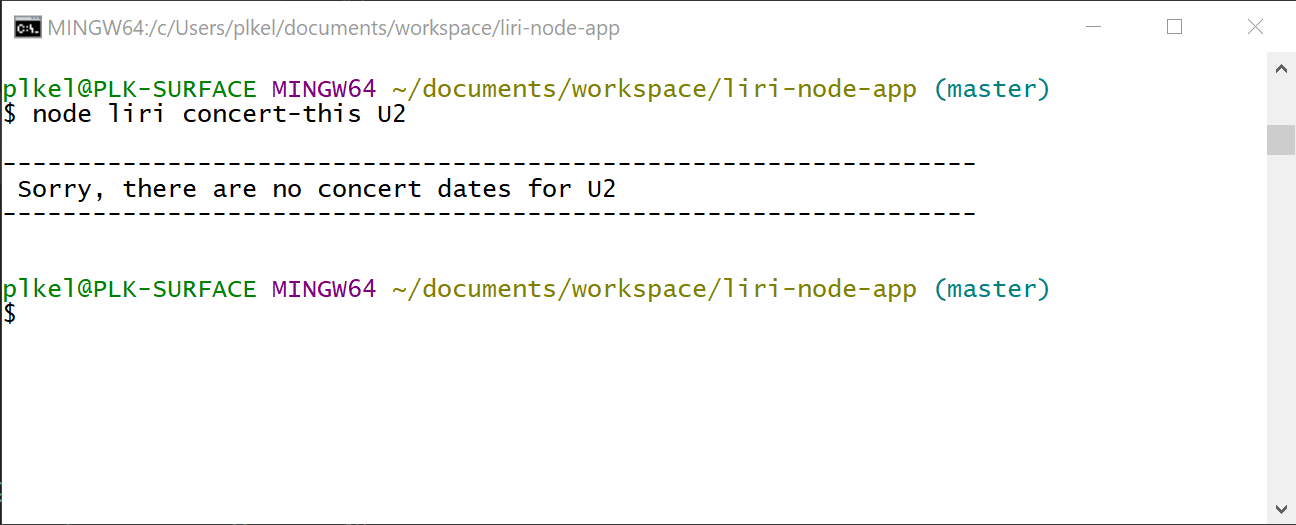 MINGW64:/c/Users/plkel/documents/workspace/liri-node-app
plkel@PLK-SURFACE MINGW64 ~/documents/workspace/liri-node-app (master)
$ node liri concert-this U2
-----------------------------------------------------------------
Sorry, there are no concert dates for U2
-----------------------------------------------------------------
plkel@PLK-SURFACE MINGW64 ~/documents/workspace/liri-node-app (master)
$